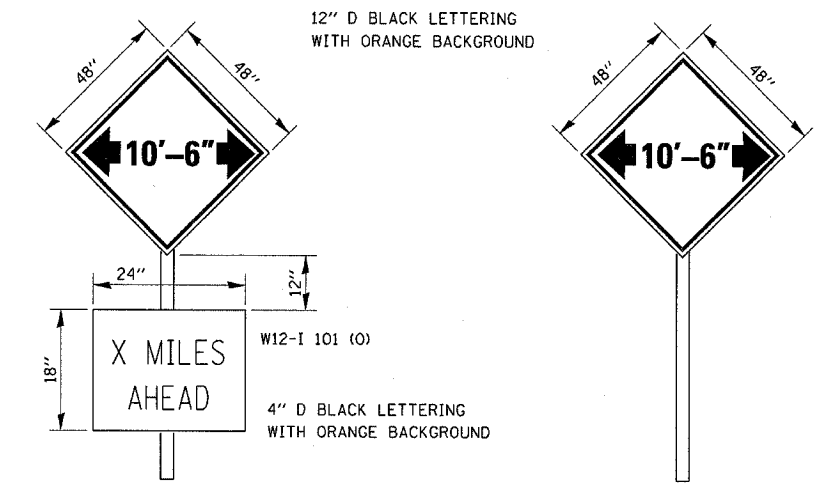 12" D BLACK LETTERING
WITH ORANGE BACKGROUND
48"
48"
10'-6"
24"
12"
18"
X MILES
AHEAD
W12-I 101 (O)
4" D BLACK LETTERING
WITH ORANGE BACKGROUND
48"
48"
10'-6"